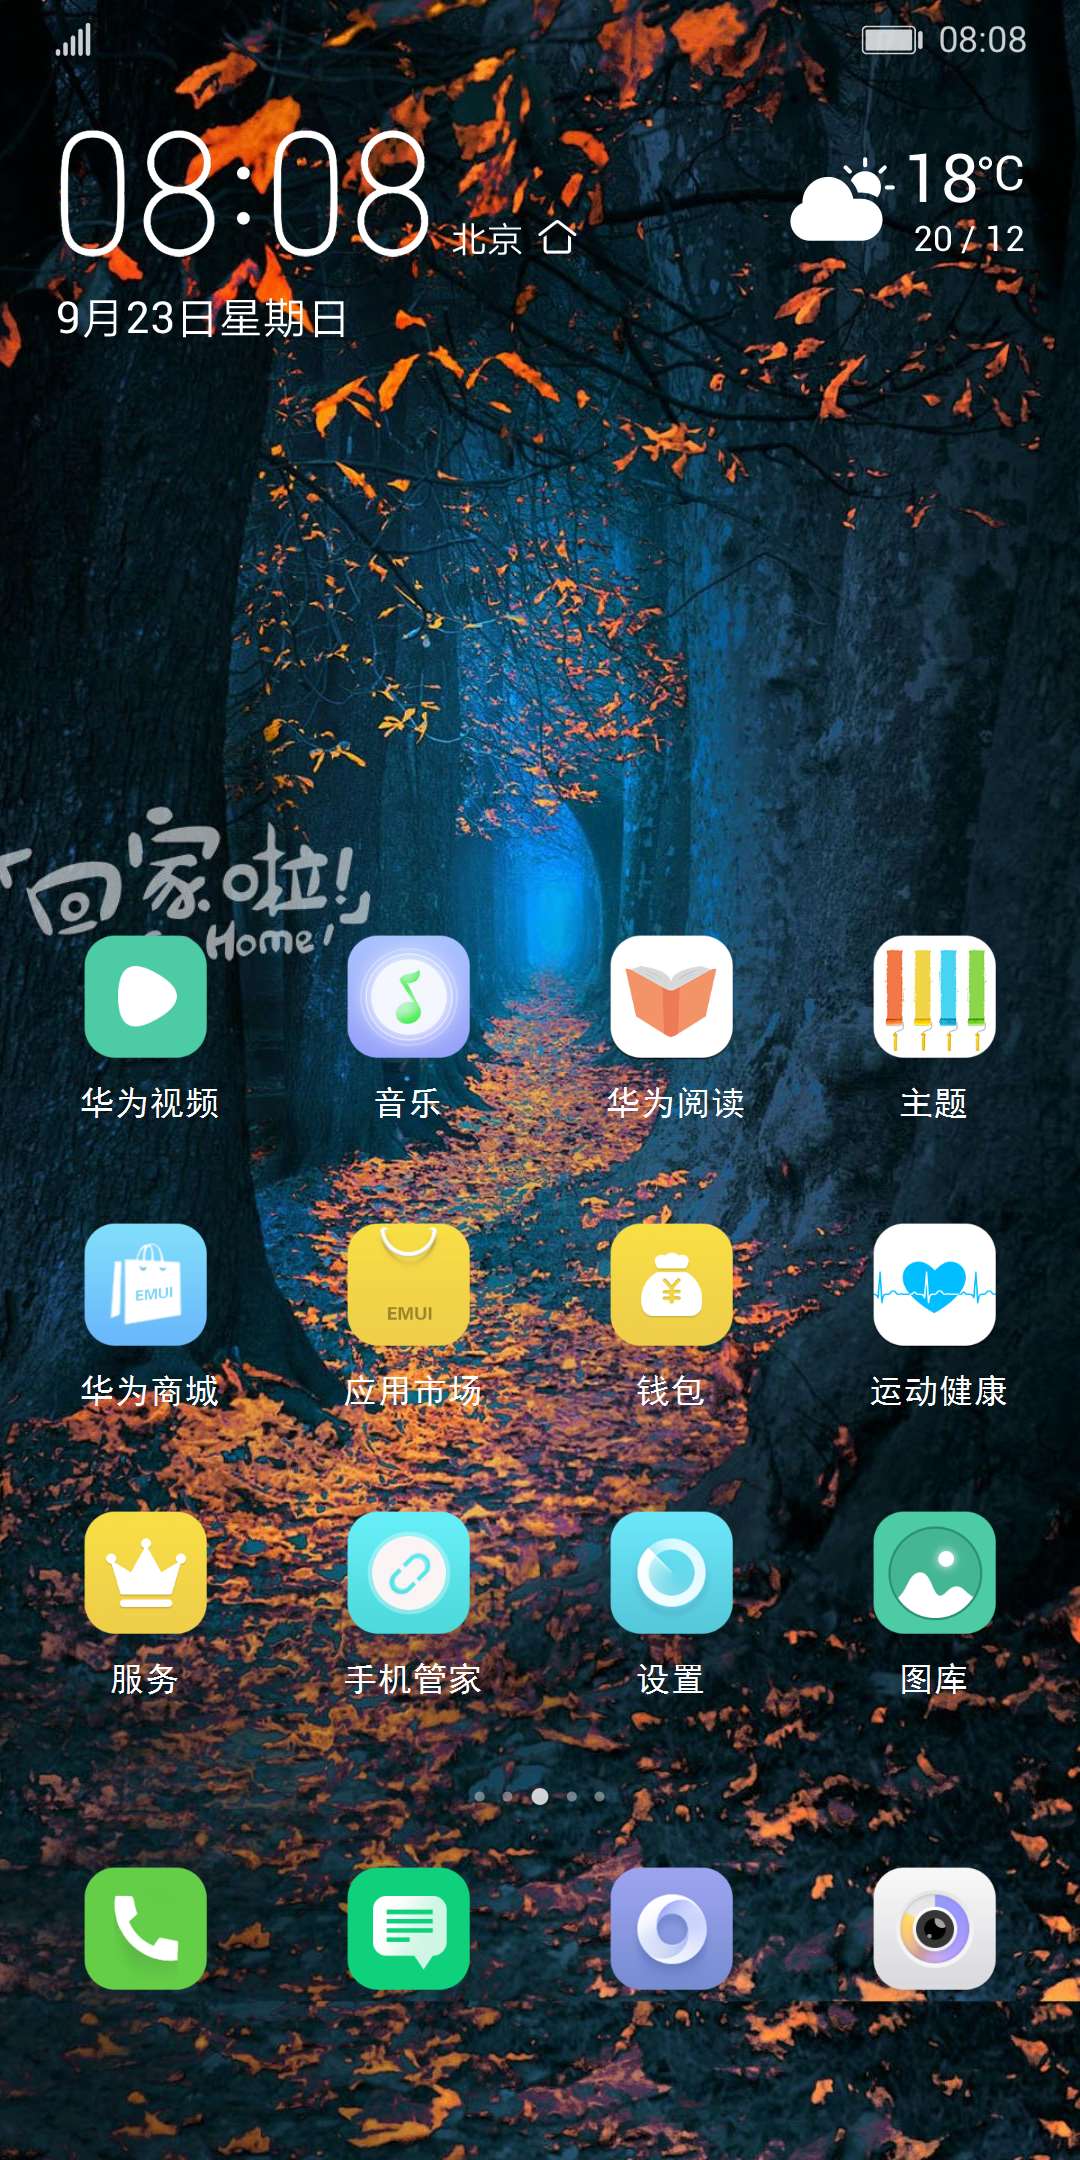 08:08
08:08 北京
18°C
20 / 12
9月23日星期日
「回家啦!」
Home!
华为视频 音乐 华为阅读 主题
EMUI EMUI ¥
华为商城 应用市场 钱包 运动健康
服务 手机管家 设置 图库